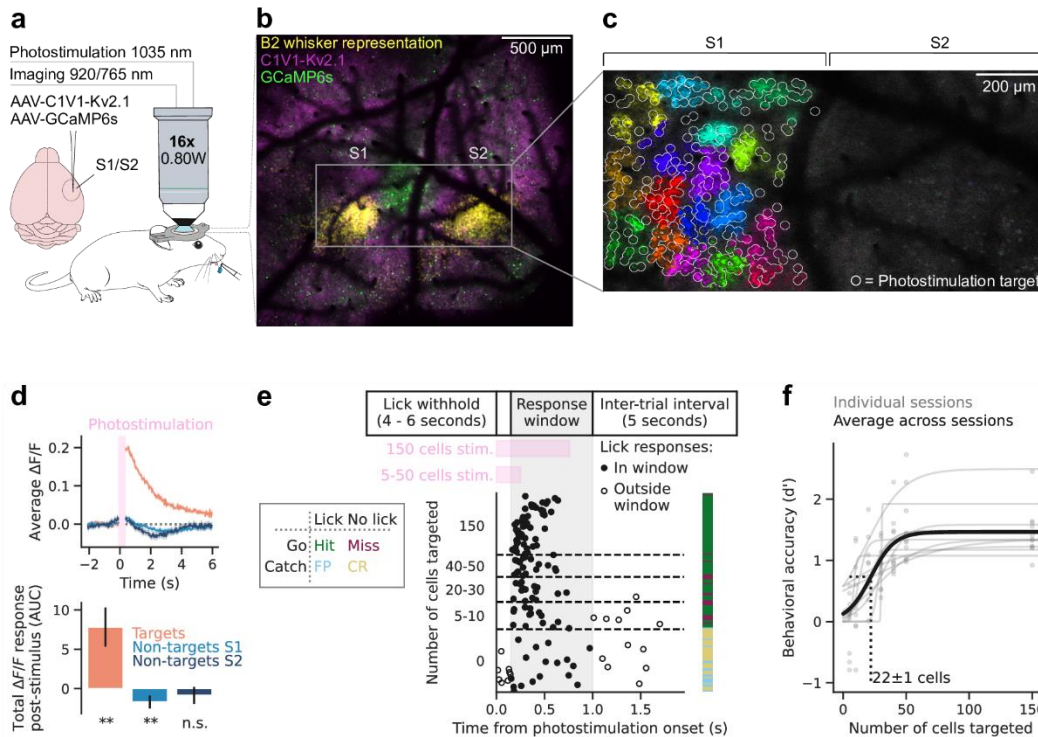 a
Photostimulation 1035 nm
Imaging 920/765 nm
AAV-C1V1-Kv2.1
AAV-GCaMP6s
S1/S2
16x
0.80W
b
B2 whisker representation
C1V1-Kv2.1
GCaMP6s
500 µm
S1
S2
c
S1
S2
200 µm
= Photostimulation target
d
Photostimulation
Average ΔF/F
0.2
0.1
0.0
−2
0
2
4
6
Time (s)
Total ΔF/F response
post-stimulus (AUC)
10
5
0
Targets
Non-targets S1
Non-targets S2
**
**
n.s.
e
Lick withhold
(4 - 6 seconds)
Response
window
Inter-trial interval
(5 seconds)
150 cells stim.
5-50 cells stim.
Lick responses:
In window
Outside
window
Lick No lick
Go Hit Miss
Catch FP CR
Number of cells targeted
150
40-50
20-30
5-10
0
0.0
0.5
1.0
1.5
Time from photostimulation onset (s)
f
Individual sessions
Average across sessions
Behavioral accuracy (d')
2
1
0
−1
22±1 cells
0
50
100
150
Number of cells targeted